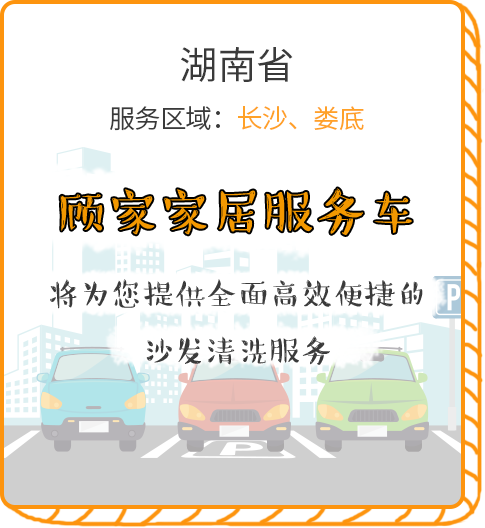 湖南省
服务区域：长沙、娄底
顾家家居服务车
将为您提供全面高效便捷的
沙发清洗服务
P
P